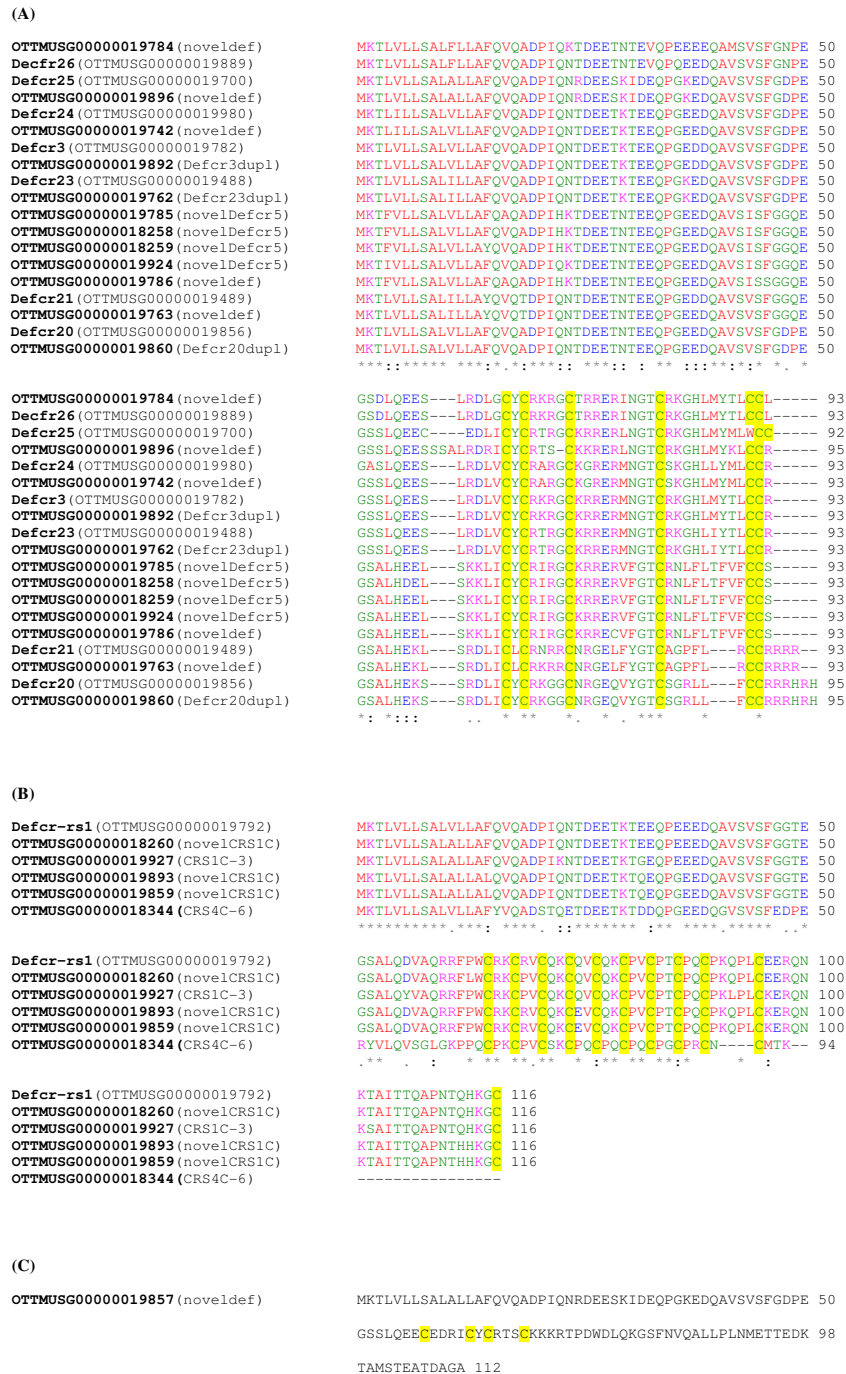 (A)
OTTMUSG00000019784(noveldef) MKTLVLLSALFLLAFQVQADPIQKTDEETNTEVQPEEEEQAMSVSFGNPE 50
Decfr26(OTTMUSG00000019889) MKTLVLLSALFLLAFQVQADPIQNTDEETNTEVQPQEEDQAVSVSFGNPE 50
Defcr25(OTTMUSG00000019700) MKTLVLLSALALLAFQVQADPIQNRDEESKIDEQPGKEDQAVSVSFGDPE 50
OTTMUSG00000019896(noveldef) MKTLVLLSALALLAFQVQADPIQNRDEESKIDEQPGKEDQAVSVSFGDPE 50
Defcr24(OTTMUSG00000019980) MKTLILLSALVLLAFQVQADPIQNTDEETKTEEQPGEEDQAVSVSFGDPE 50
OTTMUSG00000019742(noveldef) MKTLILLSALVLLAFQVQADPIQNTDEETKTEEQPGEEDQAVSVSFGDPE 50
Defcr3(OTTMUSG00000019782) MKTLVLLSALVLLAFQVQADPIQNTDEETKTEEQPGEDDQAVSVSFGDPE 50
OTTMUSG00000019892(Defcr3dupl) MKTLVLLSALVLLAFQVQADPIQNTDEETKTEEQPGEDDQAVSVSFGDPE 50
Defcr23(OTTMUSG00000019488) MKTLVLLSALILLAFQVQADPIQNTDEETKTEEQPGKEDQAVSVSFGDPE 50
OTTMUSG00000019762(Defcr23dupl) MKTLVLLSALILLAFQVQADPIQNTDEETKTEEQPGEEDQAVSVSFGDPE 50
OTTMUSG00000019785(novelDefcr5) MKTFVLLSALVLLAFQAQADPIHKTDEETNTEEQPGEEDQAVSISFGGQE 50
OTTMUSG00000018258(novelDefcr5) MKTFVLLSALVLLAFQVQADPIHKTDEETNTEEQPGEEDQAVSISFGGQE 50
OTTMUSG00000018259(novelDefcr5) MKTFVLLSALVLLAYQVQADPIHKTDEETNTEEQPGEEDQAVSISFGGQE 50
OTTMUSG00000019924(novelDefcr5) MKTIVLLSALVLLAFQVQADPIQKTDEETNTEEQPGEEDQAVSISFGGQE 50
OTTMUSG00000019786(noveldef) MKTFVLLSALVLLAFQAQADPIHKTDEETNTEEQPGEEDQAVSISSGGQE 50
Defcr21(OTTMUSG00000019489) MKTLVLLSALILLAYQVQTDPIQNTDEETNTEEQPGEDDQAVSVSFGGQE 50
OTTMUSG00000019763(noveldef) MKTLVLLSALVLLAYQVQTDPIQNTDEETNTEEQPGEEDQAVSVSFGGQE 50
Defcr20(OTTMUSG00000019856) MKTLVLLSALVLLAFQVQADPIQNTDEETNTEEQPGEEDQAVSVSFGDPE 50
OTTMUSG00000019860(Defcr20dupl) MKTLVLLSALVLLAFQVQADPIQNTDEETNTEEQPGEEDQAVSVSFGDPE 50
OTTMUSG00000019784(noveldef) GSDLQEES---LRDLGCYCRKRGCTRRERINGTCRKGHLMYTLCCL----- 93
Decfr26(OTTMUSG00000019889) GSDLQEES---LRDLGCYCRKRGCTRRERINGTCRKGHLMYTLCCL----- 93
Defcr25(OTTMUSG00000019700) GSSLQEEC----EDLICYCRTRGCKRRERLNGTCRKGHLMYMLWCC----- 92
OTTMUSG00000019896(noveldef) GSSLQEESSSALRDRICYCRTS-CKKRERLNGTCRKGHLMYKLCCR----- 95
Defcr24(OTTMUSG00000019980) GASLQEES---LRDLVCYCRARGCKGRERMNGTCSKGHLLYMLCCR----- 93
OTTMUSG00000019742(noveldef) GSSLQEES---LRDLVCYCRARGCKGRERMNGTCRKGHLMYTLCCR----- 93
Defcr3(OTTMUSG00000019782) GSSLQEES---LRDLVCYCRKRGCKRRERMNGTCRKGHLMYTLCCR----- 93
OTTMUSG00000019892(Defcr3dupl) GSSLQEES---LRDLVCYCRKRGCKRRERMNGTCRKGHLMYTLCCR----- 93
Defcr23(OTTMUSG00000019488) GSSLQEES---LRDLVCYCRTRGCKRRERMNGTCRKGHLIYTLCCR----- 93
OTTMUSG00000019762(Defcr23dupl) GSSLQEES---LRDLVCYCRTRGCKRRERMNGTCRKGHLIYTLCCR----- 93
OTTMUSG00000019785(novelDefcr5) GSALHEEL---SKKLICYCRIRGCKRRERVFGTCRNLFLTFVFCCS----- 93
OTTMUSG00000018258(novelDefcr5) GSALHEDL---SKKLICYCRIRGCKRRERVFGTCRNLFLTFVFCCS----- 93
OTTMUSG00000018259(novelDefcr5) GSALHEEL---SKKLICYCRIRGCKRRERVFGTCRNLFLTFVFCCS----- 93
OTTMUSG00000019924(novelDefcr5) GSALHEEL---SKKLICYCRIRGCKRRERVFGTCRNLFLTFVFCCS----- 93
OTTMUSG00000019786(noveldef) GSALHEEL---SKKLICYCRIRGCKRRECVFGTCRNLFLTFVFCCS----- 93
Defcr21(OTTMUSG00000019489) GSALHEKL---SRDLICLCRNRRCNRGELFYGTCAGPFL---RCCRRRR-- 93
OTTMUSG00000019763(noveldef) GSALHEKL---SRDLICLCRKRRCNRGELFYGTCAGPFL---RCCRRRR-- 93
Defcr20(OTTMUSG00000019856) GSALHEKS---SRDLICYCRKGGCNRGEQVYGTCSGRLL---FCCRRRHRH 95
OTTMUSG00000019860(Defcr20dupl) GSALHEKS---SRDLICYCRKGGCNRGEQVYGTCSGRLL---FCCRRRHRH 95
(B)
Defcr-rs1(OTTMUSG00000019792) MKTLVLLSALVLLAFQVQADPIQNTDEETKTEEQPEEEDQAVSVSFGGTE 50
OTTMUSG00000018260(novelCRS1C) MKTLVLLSALVLLAFQVQADPIQNTDEETKTEEQPGEEDQAVSVSFGGTE 50
OTTMUSG00000019927(CRS1C-3) MKTLVLLSALVLLAFQVQADPIKNTDEETKTGEQPEEEDQAVSVSFGGTE 50
OTTMUSG00000019893(novelCRS1C) MKTLVLLSALVLLALQVQADPIQNTDEETKTQEQPGEEDQAVSVSFGGTE 50
OTTMUSG00000019859(novelCRS1C) MKTLVLLSALALLALQVQADPIQNTDEETKTQEQPGEEDQAVSVSFGGTE 50
OTTMUSG00000018344(CRS4C-6) MKTLVLLSALVLLAFYVQADSTQETDEETKTDDQPGEEDQGVSVSFEDPE 50
Defcr-rs1(OTTMUSG00000019792) GSALQDVAQRRFPWCRKCRVCQKCQVCQKCPVCPTCPQCPKQPLCEERQN 100
OTTMUSG00000018260(novelCRS1C) GSALQDVAQRRFLWCRKCPVCQKCQVCQKCPVCPTCPQCPKQPLCKERQN 100
OTTMUSG00000019927(CRS1C-3) GSALQYVAQRRFPWCRKCPVCQKCQVCQKCPVCPTCPQCPKLPLCKERQN 100
OTTMUSG00000019893(novelCRS1C) GSALQDVAQRRFPWCRKCRVCQKCEVCQKCPVCPTCPQCPKQPLCKERQN 100
OTTMUSG00000019859(novelCRS1C) GSALQDVAQRRFPWCRKCRVCQKCEVCQKCPVCPTCPQCPKQPLCKERQN 100
OTTMUSG00000018344(CRS4C-6) RYVLQVSGLGKPPQCPKCPVCSKCPQCPQCPQCPGCPRCN----CMTK-- 94
Defcr-rs1(OTTMUSG00000019792) KTAITTQAPNTQHKGC 116
OTTMUSG00000018260(novelCRS1C) KTAITTQAPNTQHKGC 116
OTTMUSG00000019927(CRS1C-3) KSAITTQAPNTQHKGC 116
OTTMUSG00000019893(novelCRS1C) KTAITTQAPNTHHKGC 116
OTTMUSG00000019859(novelCRS1C) KTAITTQAPNTHHKGC 116
OTTMUSG00000018344(CRS4C-6) ----------------
(C)
OTTMUSG00000019857(noveldef) MKTLVLLSALALLAFQVQADPIQNRDEESKIDEQPGKEDQAVSVSFGDPE 50
GSSLQEECEDRICYCRTSCKKKRTPDWDLQKGSFNVQALLPLNMETTEDK 98
TAMSTEATDAGA 112